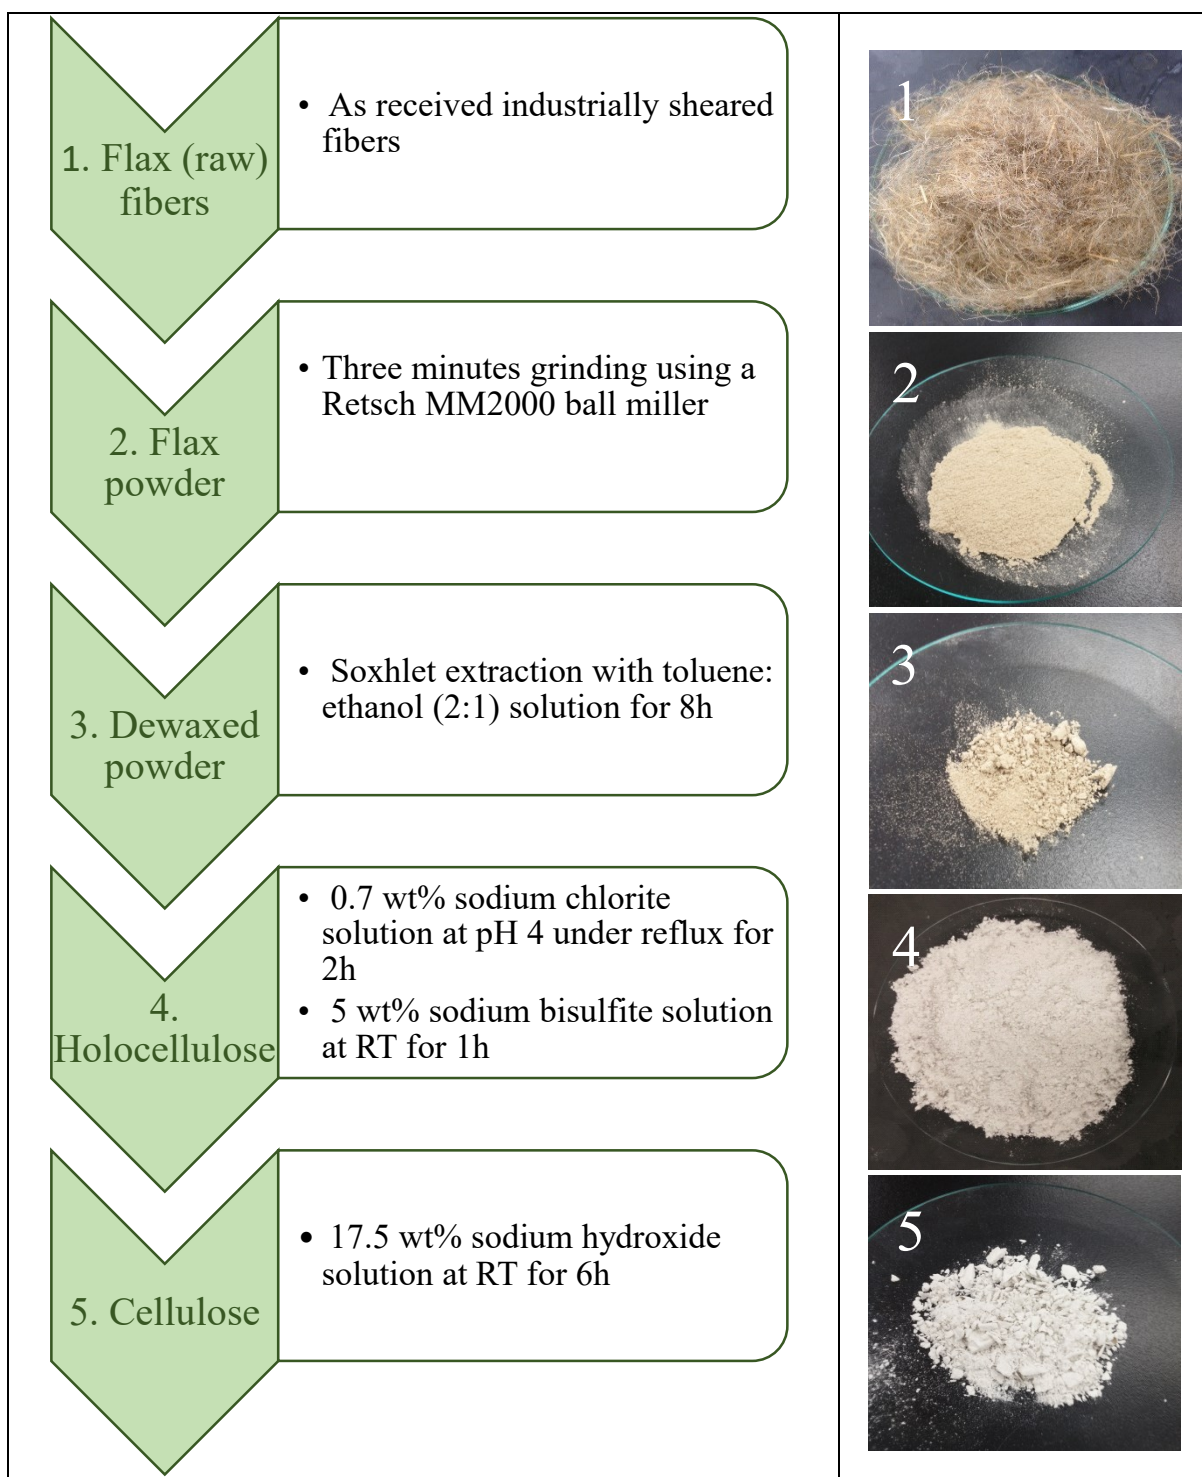 1. Flax (raw)
fibers
• As received industrially sheared
fibers
1
2. Flax
powder
• Three minutes grinding using a
Retsch MM2000 ball miller
2
3. Dewaxed
powder
• Soxhlet extraction with toluene:
ethanol (2:1) solution for 8h
3
4.
Holocellulose
• 0.7 wt% sodium chlorite
solution at pH 4 under reflux for
2h
• 5 wt% sodium bisulfite solution
at RT for 1h
4
5. Cellulose
• 17.5 wt% sodium hydroxide
solution at RT for 6h
5